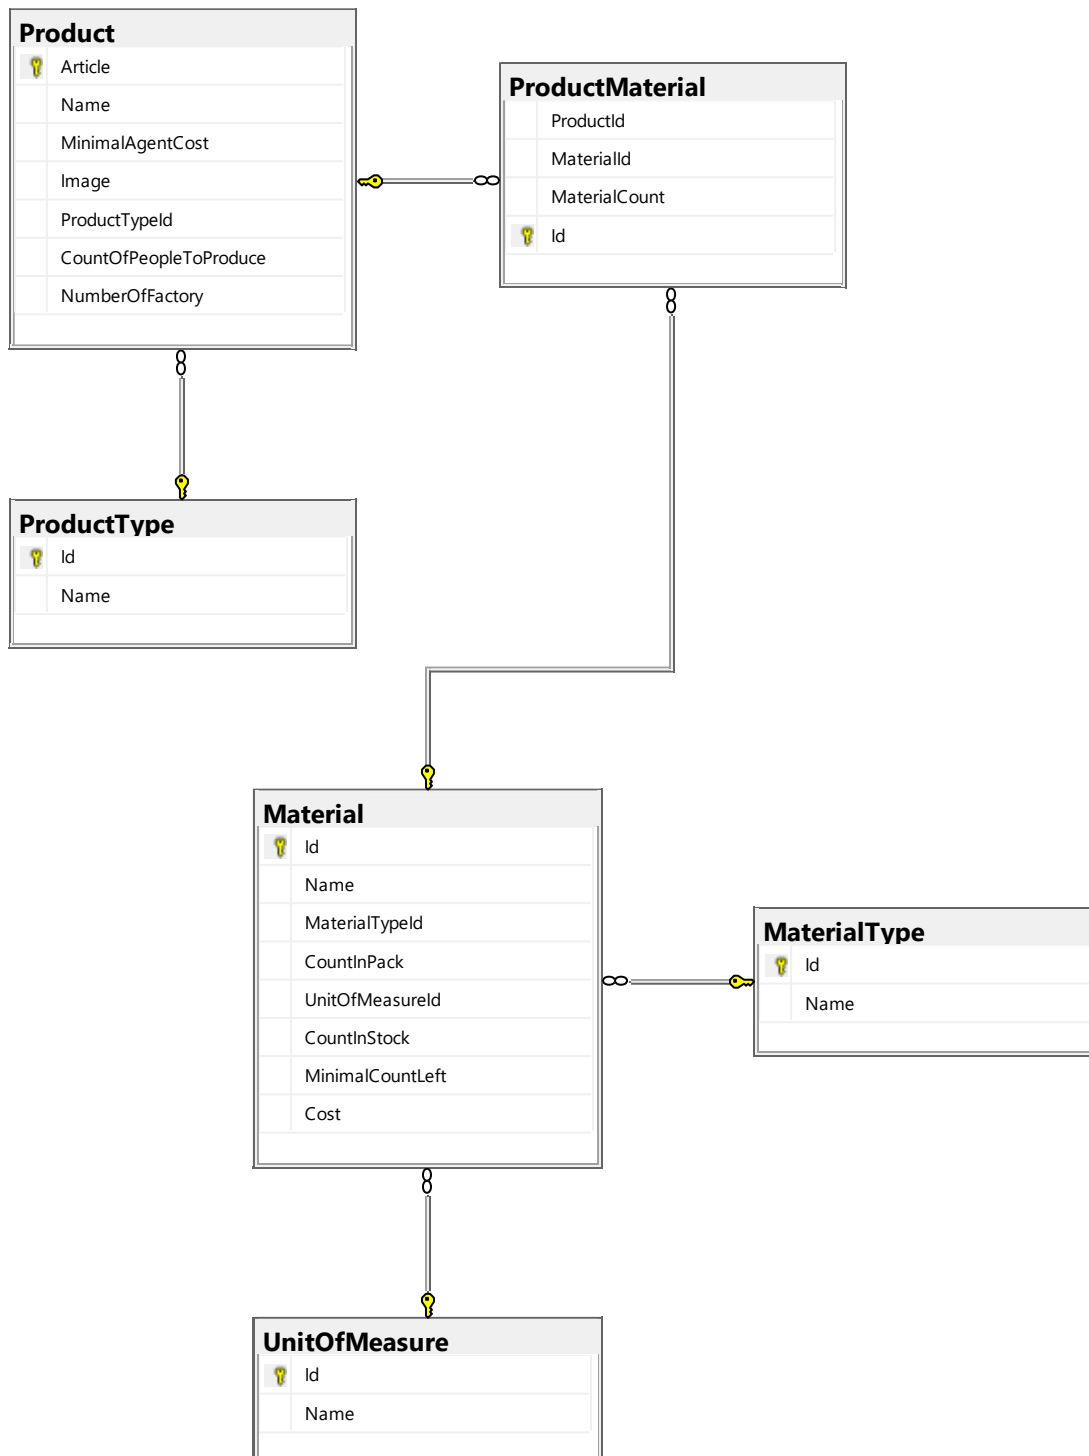 Product
Article
Name
MinimalAgentCost
Image
ProductTypeId
CountOfPeopleToProduce
NumberOfFactory
ProductMaterial
ProductId
MaterialId
MaterialCount
Id
ProductType
Id
Name
Material
Id
Name
MaterialTypeId
CountInPack
UnitOfMeasureId
CountInStock
MinimalCountLeft
Cost
MaterialType
Id
Name
UnitOfMeasure
Id
Name